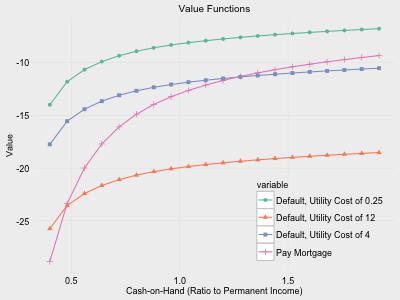 Value Functions
-10
-15
-20
-25
Value
variable
Default, Utility Cost of 0.25
Default, Utility Cost of 12
Default, Utility Cost of 4
Pay Mortgage
0.5 1.0 1.5
Cash-on-Hand (Ratio to Permanent Income)